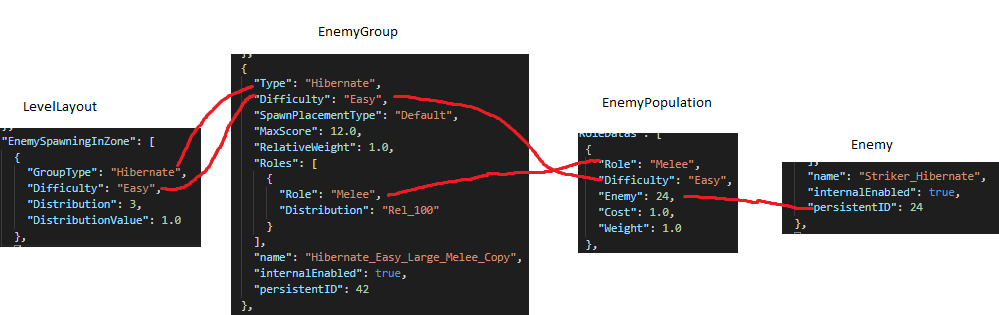 EnemyGroup
LevelLayout
EnemyPopulation
Enemy
"EnemySpawningInZone": [
{
"GroupType": "Hibernate",
"Difficulty": "Easy",
"Distribution": 3,
"DistributionValue": 1.0
},
},
{
"Type": "Hibernate",
"Difficulty": "Easy",
"SpawnPlacementType": "Default",
"MaxScore": 12.0,
"RelativeWeight": 1.0,
"Roles": [
{
"Role": "Melee",
"Distribution": "Rel_100"
}
],
"name": "Hibernate_Easy_Large_Melee_Copy",
"internalEnabled": true,
"persistentID": 42
},
"RoleDatas": [
{
"Role": "Melee",
"Difficulty": "Easy",
"Enemy": 24,
"Cost": 1.0,
"Weight": 1.0
},
"name": "Striker_Hibernate",
"internalEnabled": true,
"persistentID": 24
},